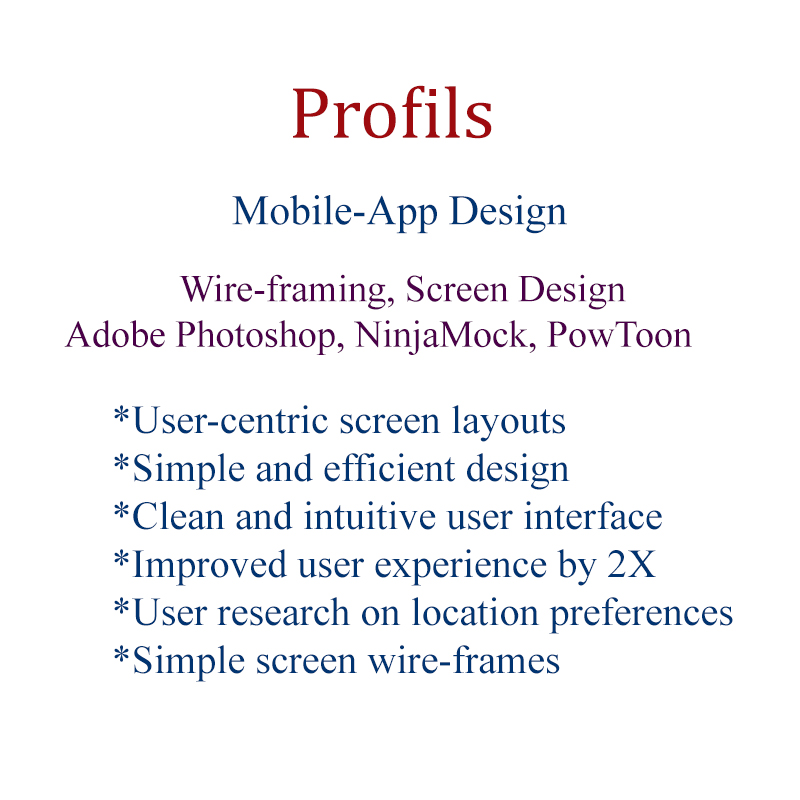 Profils
Mobile-App Design
Wire-framing, Screen Design
Adobe Photoshop, NinjaMock, PowToon
*User-centric screen layouts
*Simple and efficient design
*Clean and intuitive user interface
*Improved user experience by 2X
*User research on location preferences
*Simple screen wire-frames